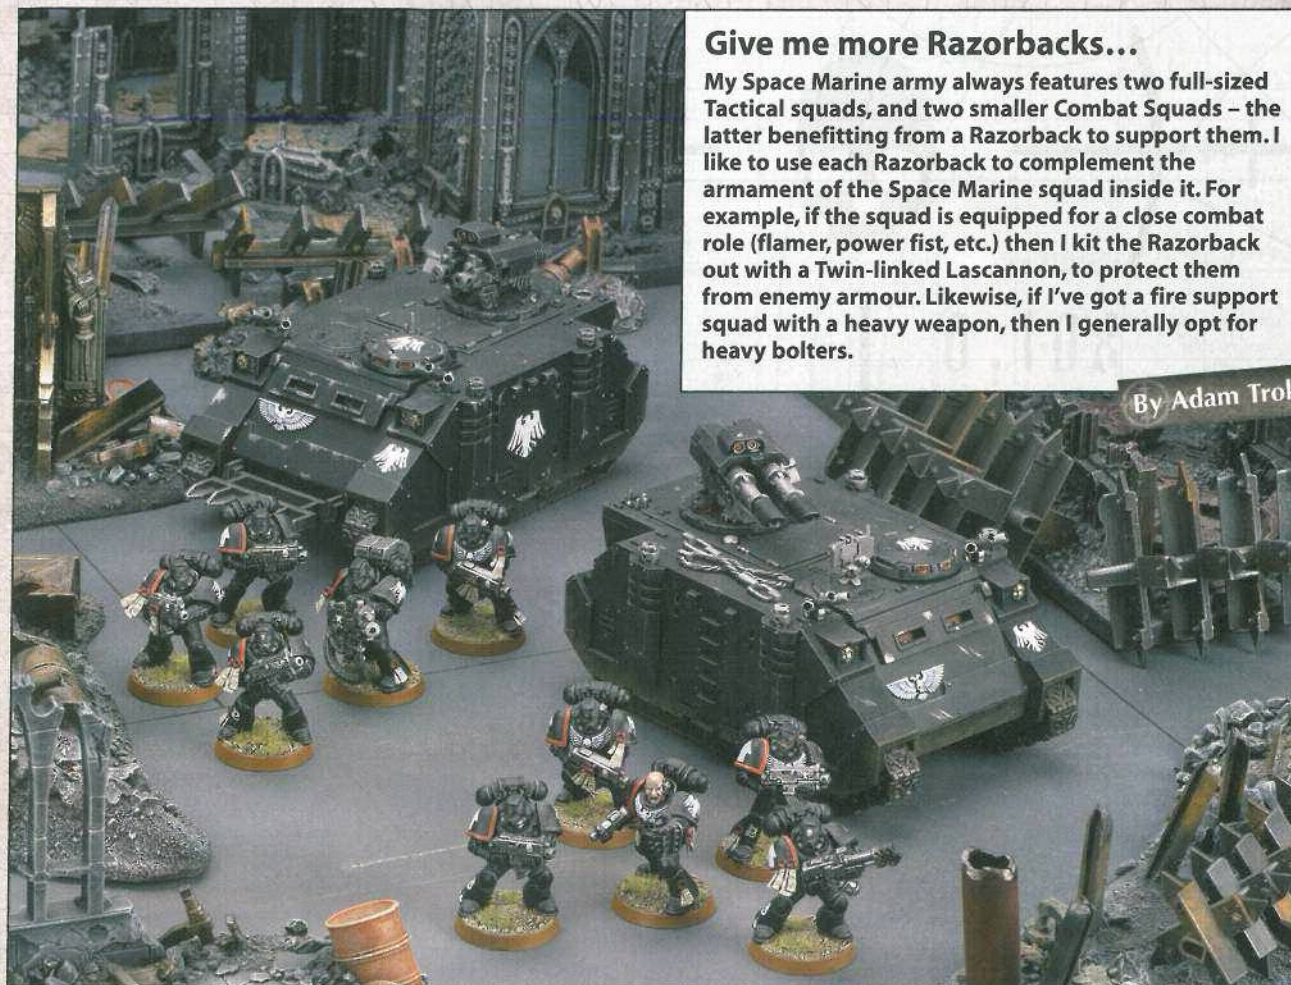 Give me more Razorbacks…
My Space Marine army always features two full-sized
Tactical squads, and two smaller Combat Squads – the
latter benefitting from a Razorback to support them. I
like to use each Razorback to complement the
armament of the Space Marine squad inside it. For
example, if the squad is equipped for a close combat
role (flamer, power fist, etc.) then I kit the Razorback
out with a Twin-linked Lascannon, to protect them
from enemy armour. Likewise, if I've got a fire support
squad with a heavy weapon, then I generally opt for
heavy bolters.
By Adam Trok